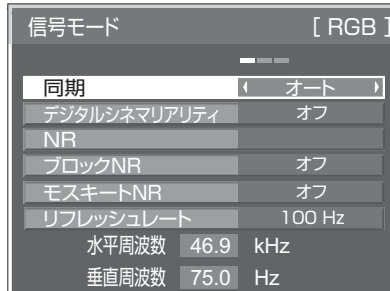 信号モード [ RGB ]
同期 オート
デジタルシネマリアリティ オフ
NR
ブロックNR オフ
モスキートNR オフ
リフレッシュレート 100 Hz
水平周波数 46.9 kHz
垂直周波数 75.0 Hz